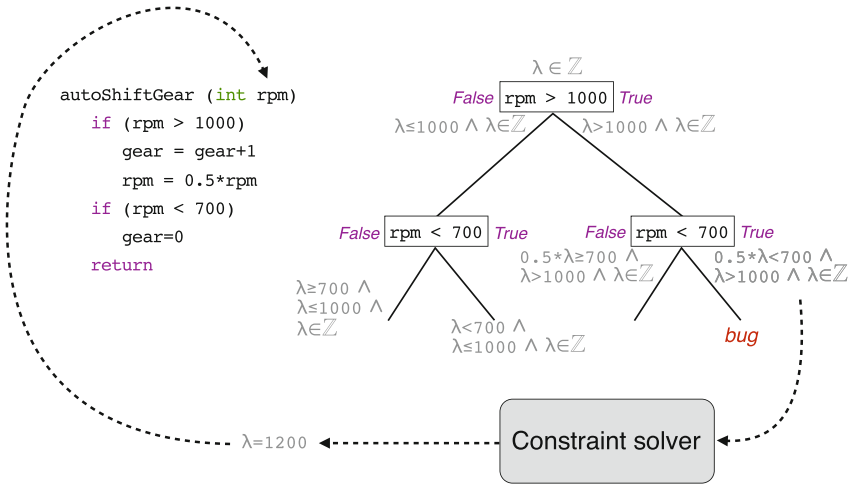 autoShiftGear (int rpm)
if (rpm > 1000)
gear = gear+1
rpm = 0.5*rpm
if (rpm < 700)
gear=0
return
λ ∈ ℤ
False rpm > 1000 True
λ≤1000 ∧ λ∈ℤ
λ>1000 ∧ λ∈ℤ
False rpm < 700 True
False rpm < 700 True
λ≥700 ∧
λ≤1000 ∧
λ∈ℤ
λ<700 ∧
λ≤1000 ∧ λ∈ℤ
0.5*λ≥700 ∧
λ>1000 ∧ λ∈ℤ
0.5*λ<700 ∧
λ>1000 ∧ λ∈ℤ
bug
Constraint solver
λ=1200